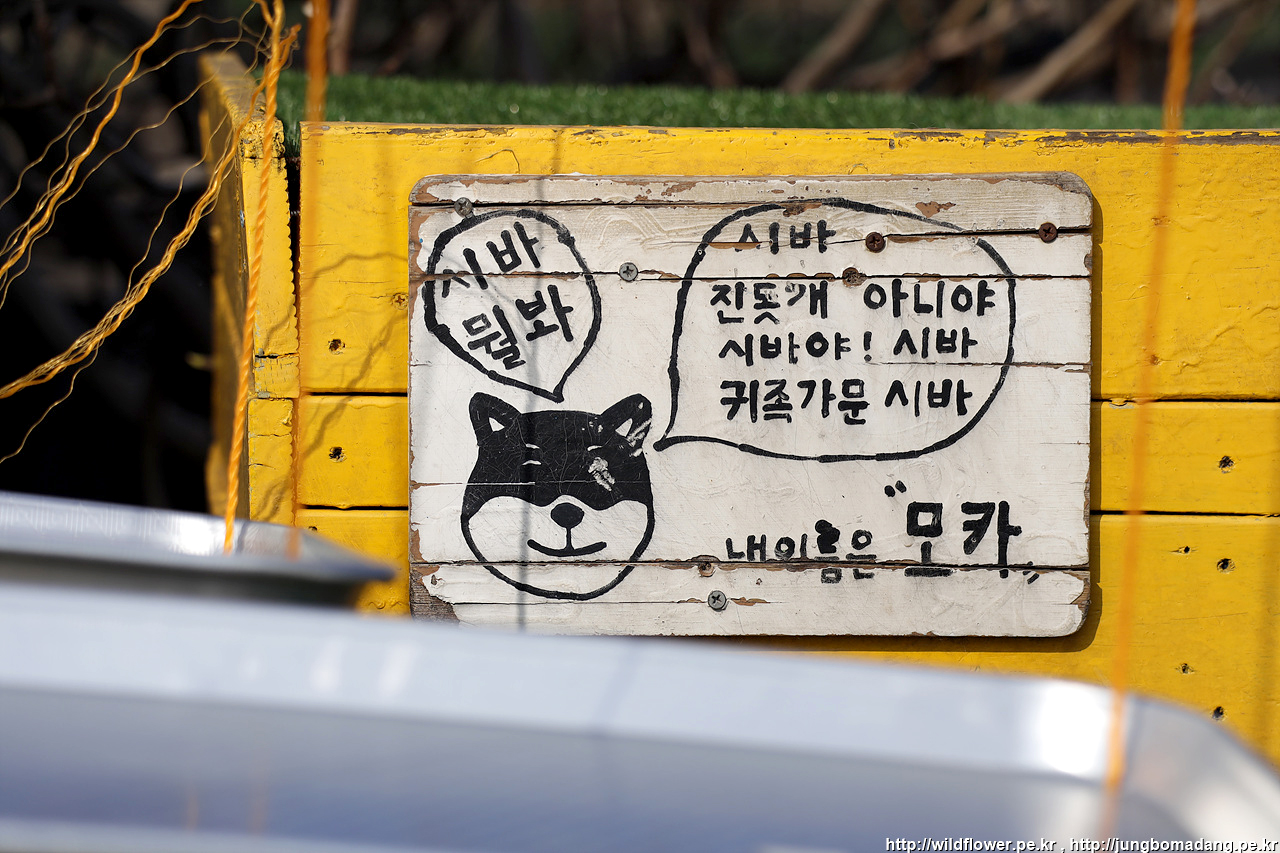 시바
뭘 봐
시바
진돗개 아니야
시바야! 시바
귀족가문 시바
내이름은 "모카"
http://wildflower.pe.kr , http://jungbomadang.pe.kr